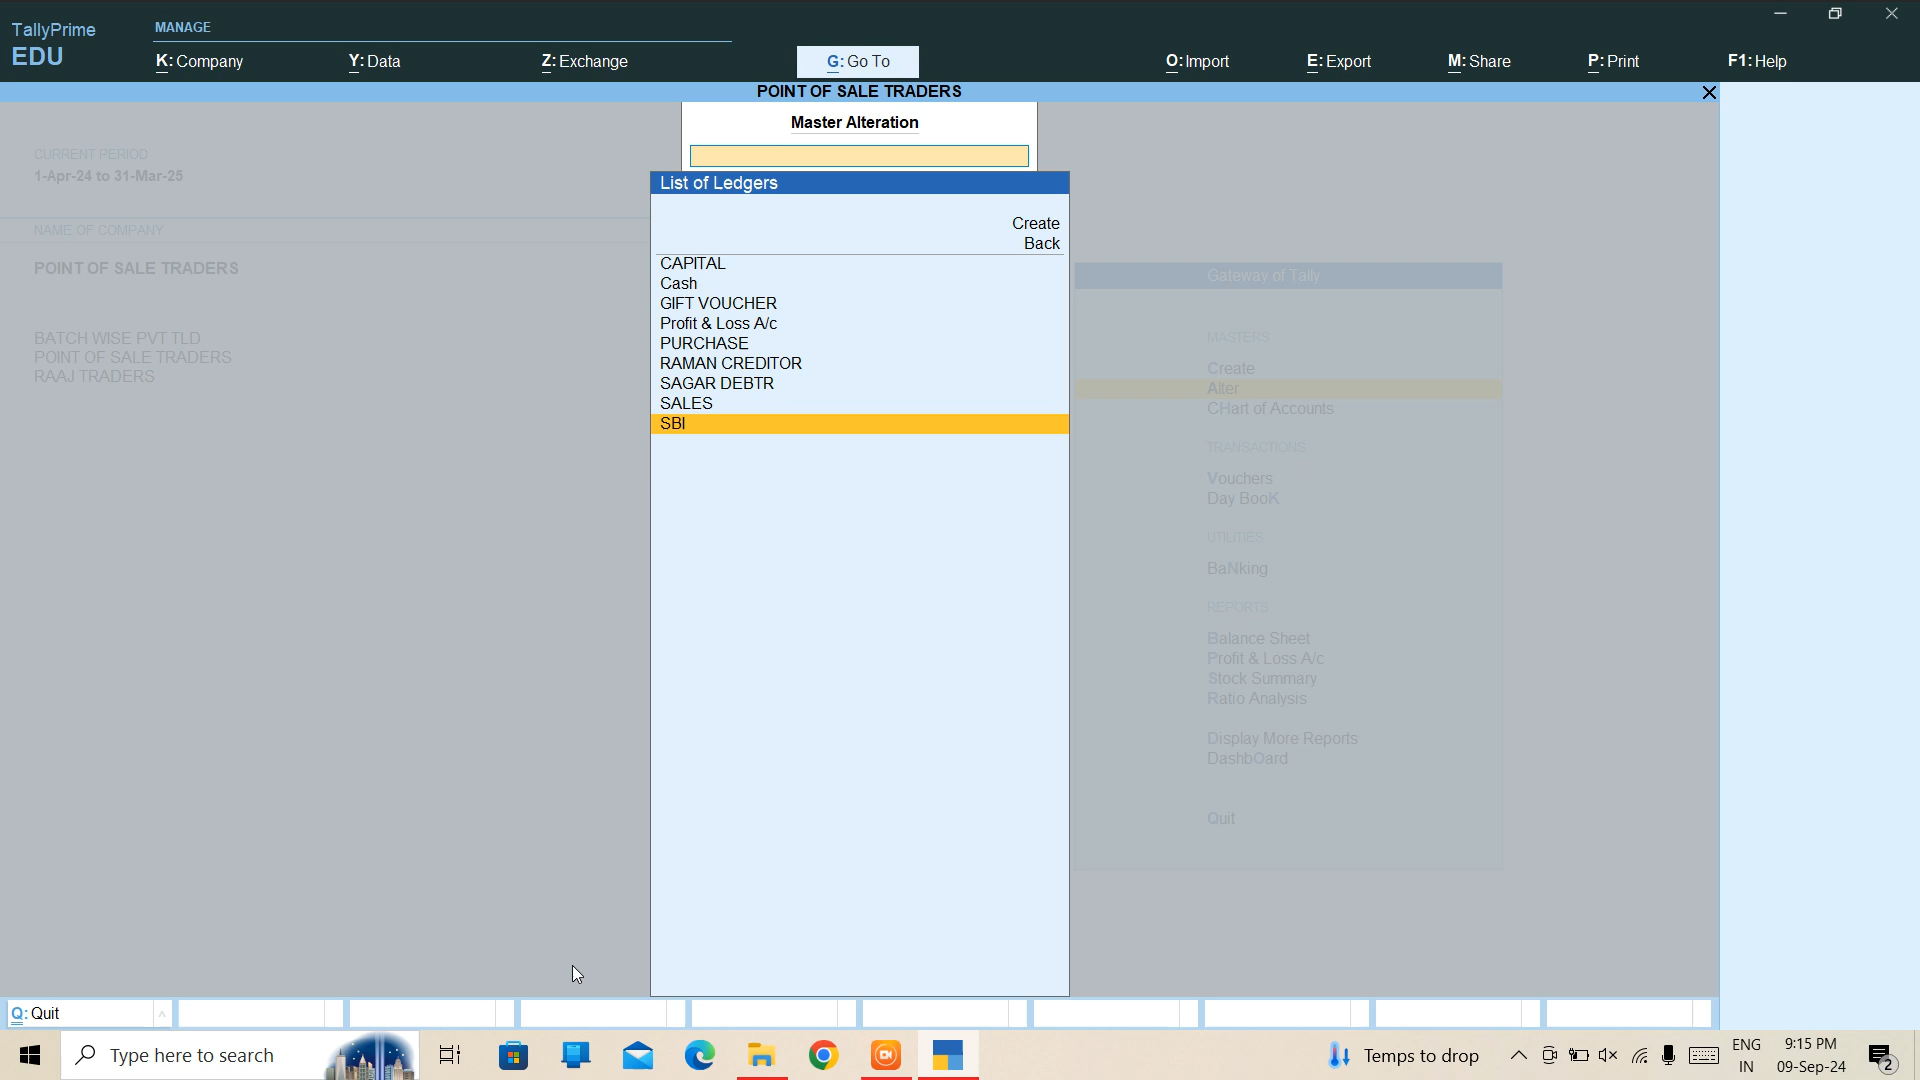 TallyPrime
EDU
MANAGE
K: Company
Y: Data
Z: Exchange
G: Go To
O: Import
E: Export
M: Share
P: Print
F1: Help
POINT OF SALE TRADERS
Master Alteration
CURRENT PERIOD
1-Apr-24 to 31-Mar-25
NAME OF COMPANY
POINT OF SALE TRADERS
BATCH WISE PVT TLD
POINT OF SALE TRADERS
RAAJ TRADERS
List of Ledgers
Create
Back
CAPITAL
Cash
GIFT VOUCHER
Profit & Loss A/c
PURCHASE
RAMAN CREDITOR
SAGAR DEBTR
SALES
SBI
Gateway of Tally
MASTERS
Create
Alter
CHart of Accounts
TRANSACTIONS
Vouchers
Day BooK
UTILITIES
BaNking
REPORTS
Balance Sheet
Profit & Loss A/c
Stock Summary
Ratio Analysis
Display More Reports
DashbOard
Quit
Q: Quit
Type here to search
Temps to drop
ENG
IN
9:15 PM
09-Sep-24
2